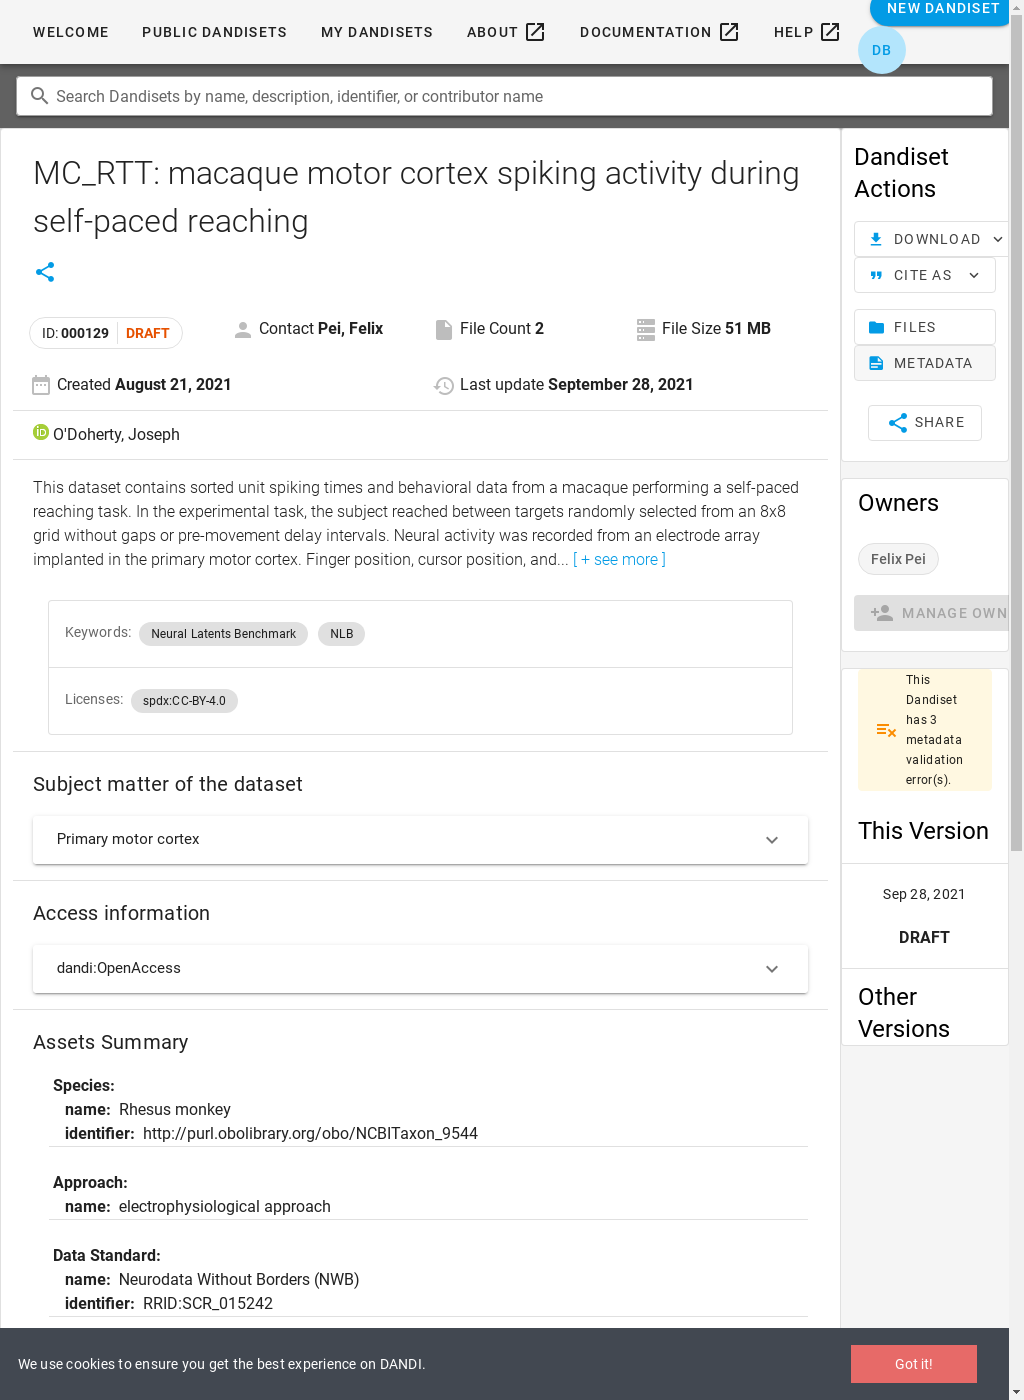 WELCOME PUBLIC DANDISETS MY DANDISETS ABOUT DOCUMENTATION HELP NEW DANDISET
DB
Search Dandisets by name, description, identifier, or contributor name
MC_RTT: macaque motor cortex spiking activity during
self-paced reaching
ID: 000129 DRAFT Contact Pei, Felix File Count 2 File Size 51 MB
Created August 21, 2021 Last update September 28, 2021
iD O'Doherty, Joseph
This dataset contains sorted unit spiking times and behavioral data from a macaque performing a self-paced
reaching task. In the experimental task, the subject reached between targets randomly selected from an 8x8
grid without gaps or pre-movement delay intervals. Neural activity was recorded from an electrode array
implanted in the primary motor cortex. Finger position, cursor position, and... [ + see more ]
Keywords: Neural Latents Benchmark NLB
Licenses: spdx:CC-BY-4.0
Subject matter of the dataset
Primary motor cortex
Access information
dandi:OpenAccess
Assets Summary
Species:
name: Rhesus monkey
identifier: http://purl.obolibrary.org/obo/NCBITaxon_9544
Approach:
name: electrophysiological approach
Data Standard:
name: Neurodata Without Borders (NWB)
identifier: RRID:SCR_015242
Dandiset
Actions
DOWNLOAD
CITE AS
FILES
METADATA
SHARE
Owners
Felix Pei
MANAGE OWN
This
Dandiset
has 3
metadata
validation
error(s).
This Version
Sep 28, 2021
DRAFT
Other
Versions
We use cookies to ensure you get the best experience on DANDI.
Got it!